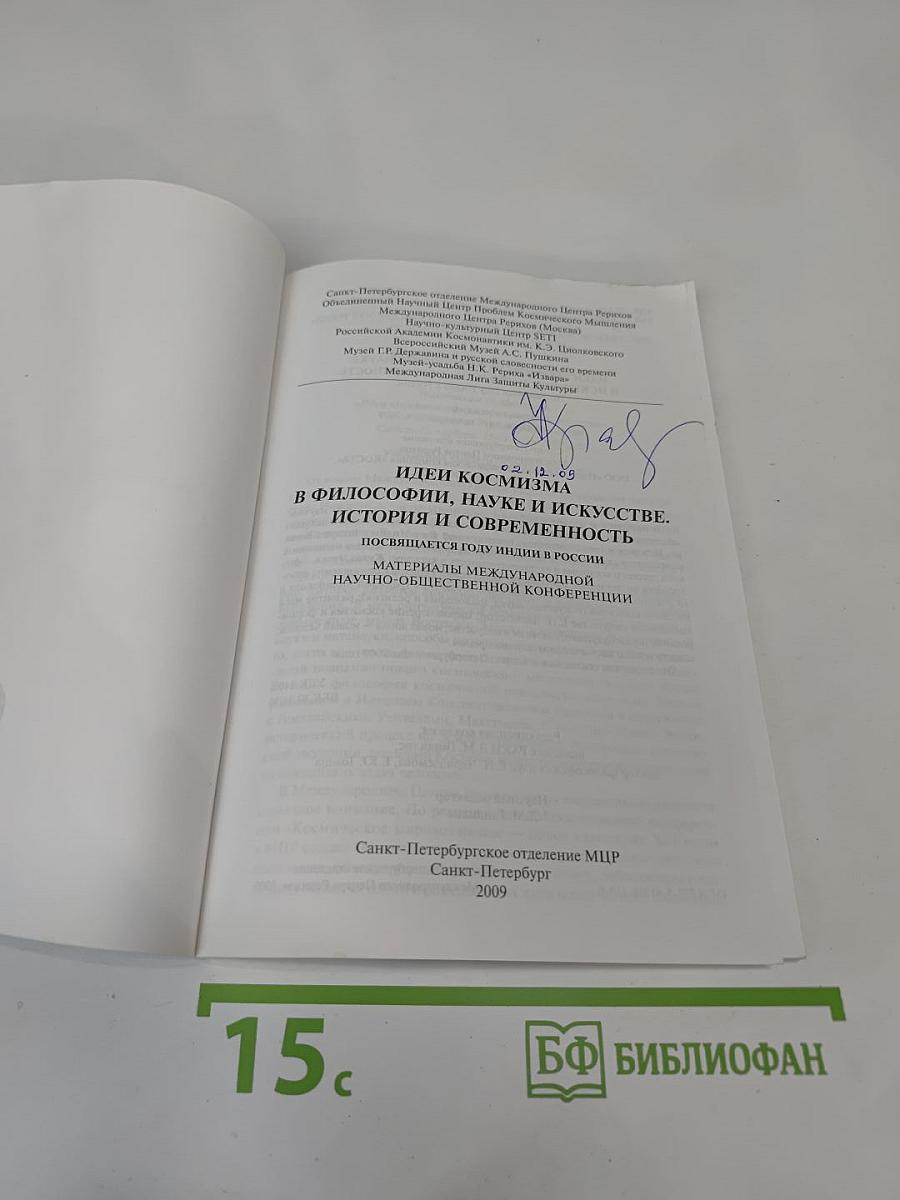 Санкт-Петербургское отделение Международного Центра Рерихов
Объединенный Научный Центр Проблем Космического Мышления
Международного Центра Рерихов (Москва)
Научно-культурный Центр SETI
Российской Академии Космонавтики им. К.Э. Циолковского
Всероссийский Музей А.С. Пушкина
Музей Г.Р. Державина и русской словесности его времени
Музей-усадьба Н.К. Рериха «Извара»
Международная Лига Защиты Культуры
02.12.09
ИДЕИ КОСМИЗМА
В ФИЛОСОФИИ, НАУКЕ И ИСКУССТВЕ.
ИСТОРИЯ И СОВРЕМЕННОСТЬ
ПОСВЯЩАЕТСЯ ГОДУ ИНДИИ В РОССИИ
МАТЕРИАЛЫ МЕЖДУНАРОДНОЙ
НАУЧНО-ОБЩЕСТВЕННОЙ КОНФЕРЕНЦИИ
Санкт-Петербургское отделение МЦР
Санкт-Петербург
2009
15 с
БФ БИБЛИОФАН